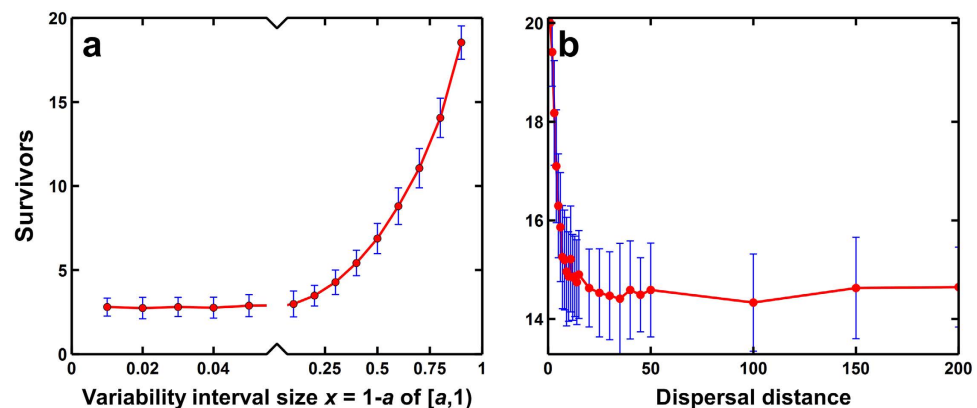 a
20
15
10
5
0
Survivors
0 0.02 0.04 0.25 0.5 0.75 1
Variability interval size x = 1-a of [a,1)
b
20
18
16
14
0 50 100 150 200
Dispersal distance